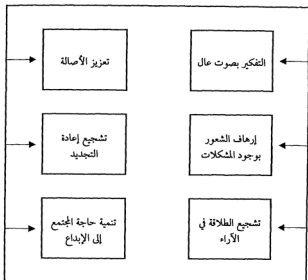 التفكير بصوت عال
تعزيز الأصالة
إرهاف الشعور
بوجود المشكلات
تشجيع إعادة
التجديد
تشجيع الطلاقة في
الآراء
تنمية حاجة المجتمع
إلى الإبداع